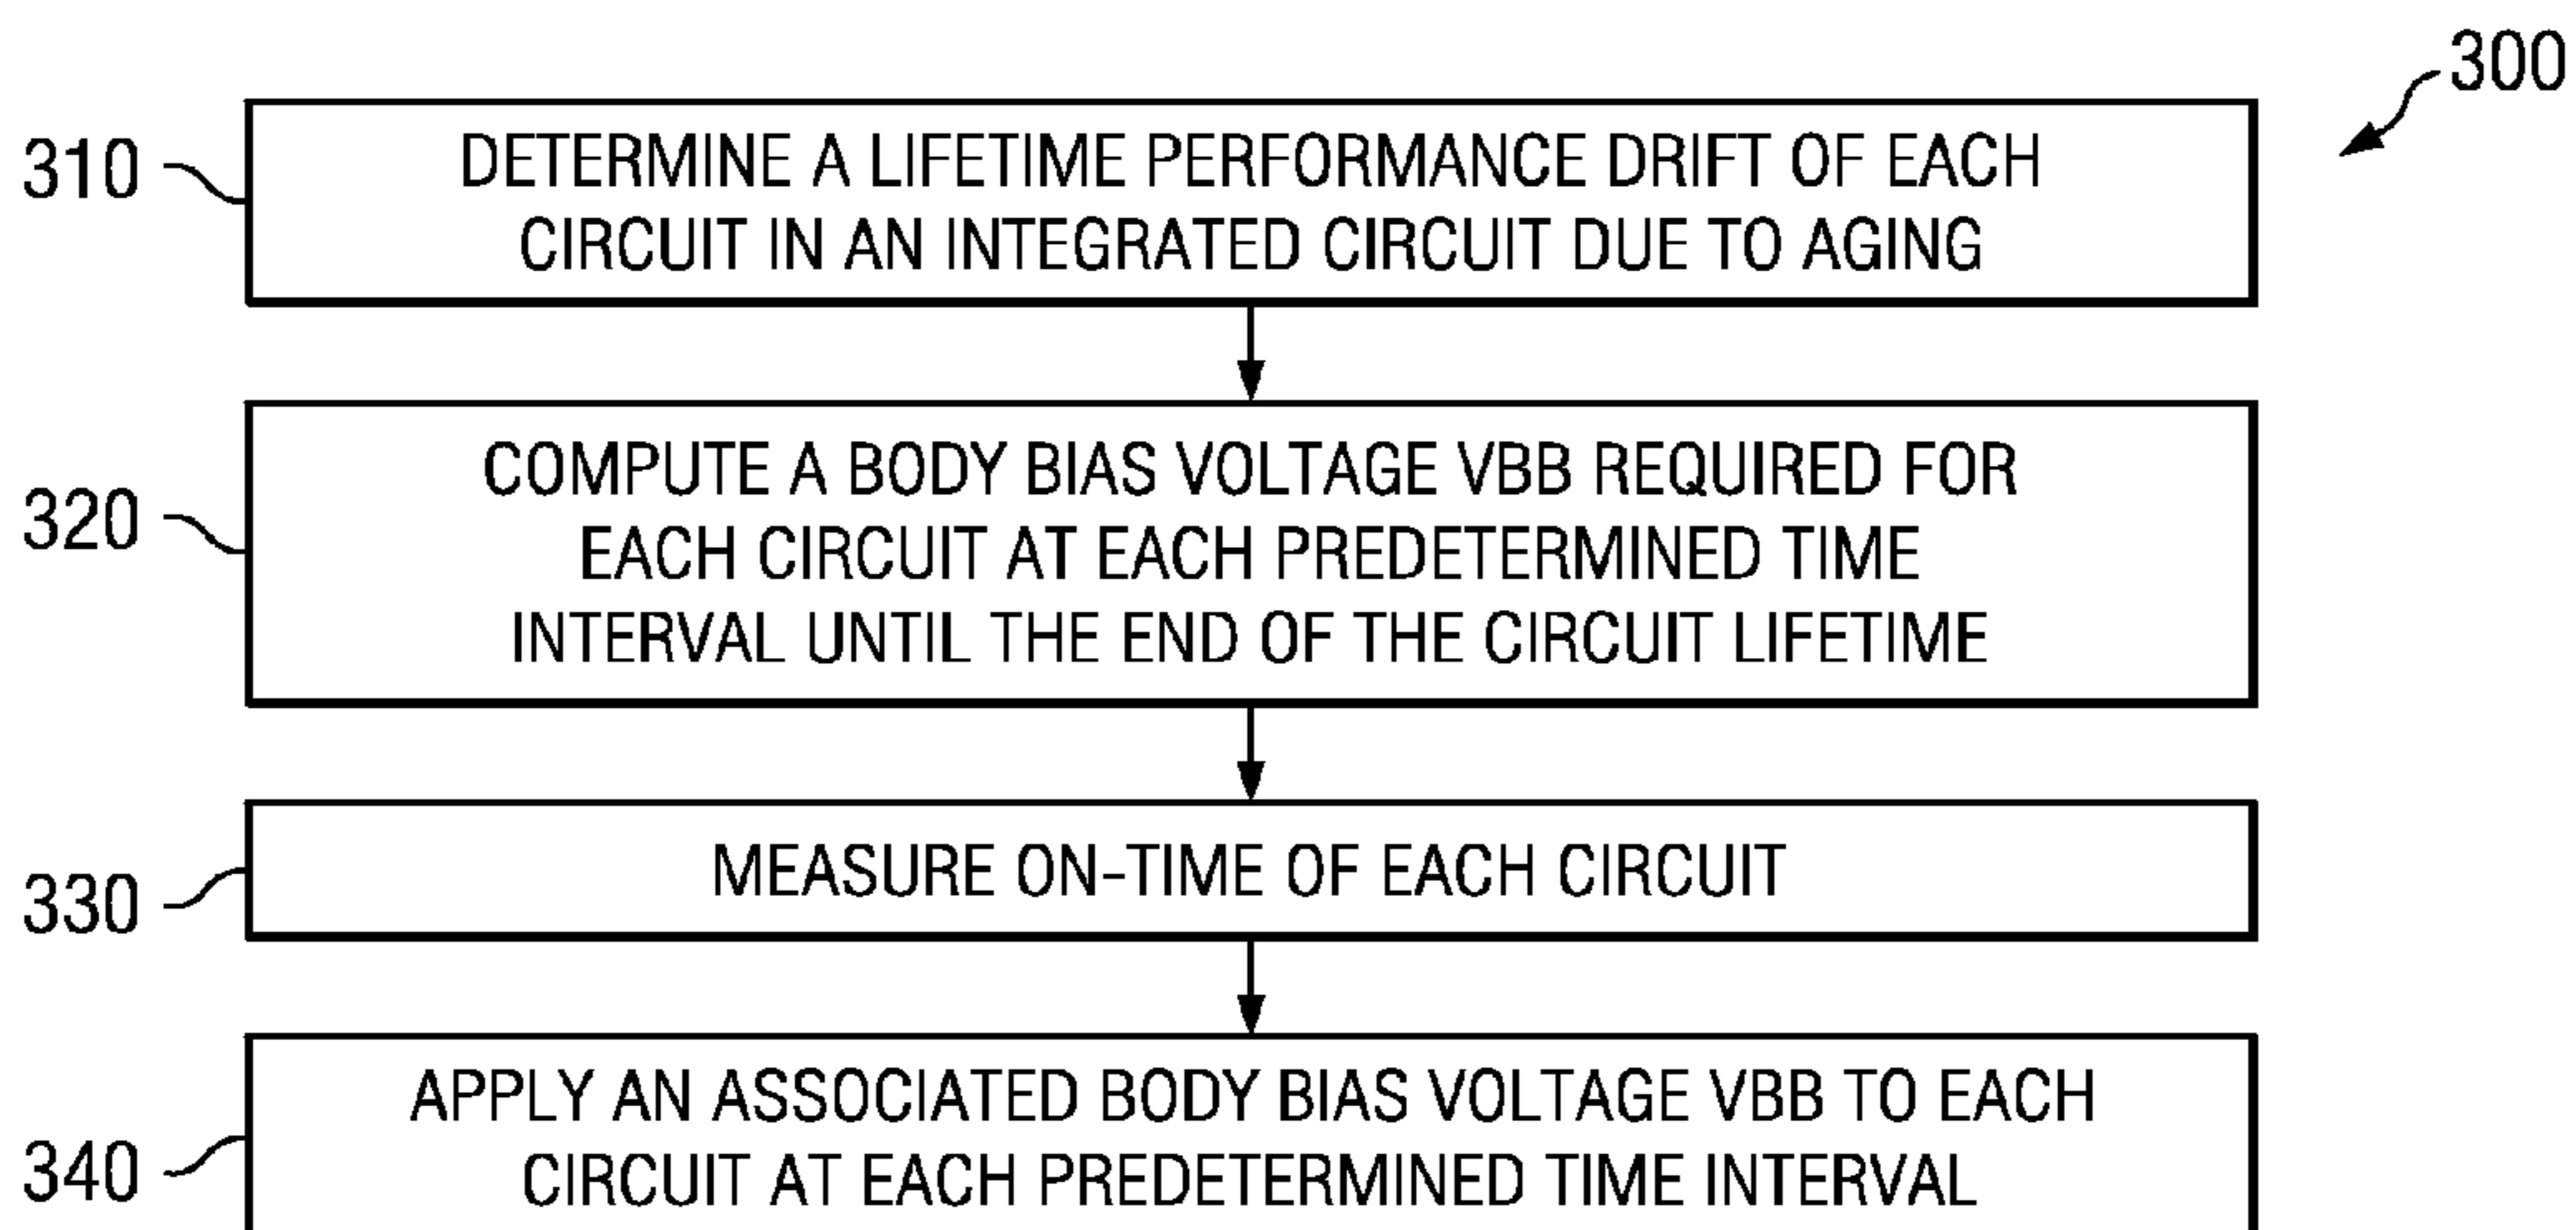 300
310
DETERMINE A LIFETIME PERFORMANCE DRIFT OF EACH
CIRCUIT IN AN INTEGRATED CIRCUIT DUE TO AGING
320
COMPUTE A BODY BIAS VOLTAGE VBB REQUIRED FOR
EACH CIRCUIT AT EACH PREDETERMINED TIME
INTERVAL UNTIL THE END OF THE CIRCUIT LIFETIME
330
MEASURE ON-TIME OF EACH CIRCUIT
340
APPLY AN ASSOCIATED BODY BIAS VOLTAGE VBB TO EACH
CIRCUIT AT EACH PREDETERMINED TIME INTERVAL